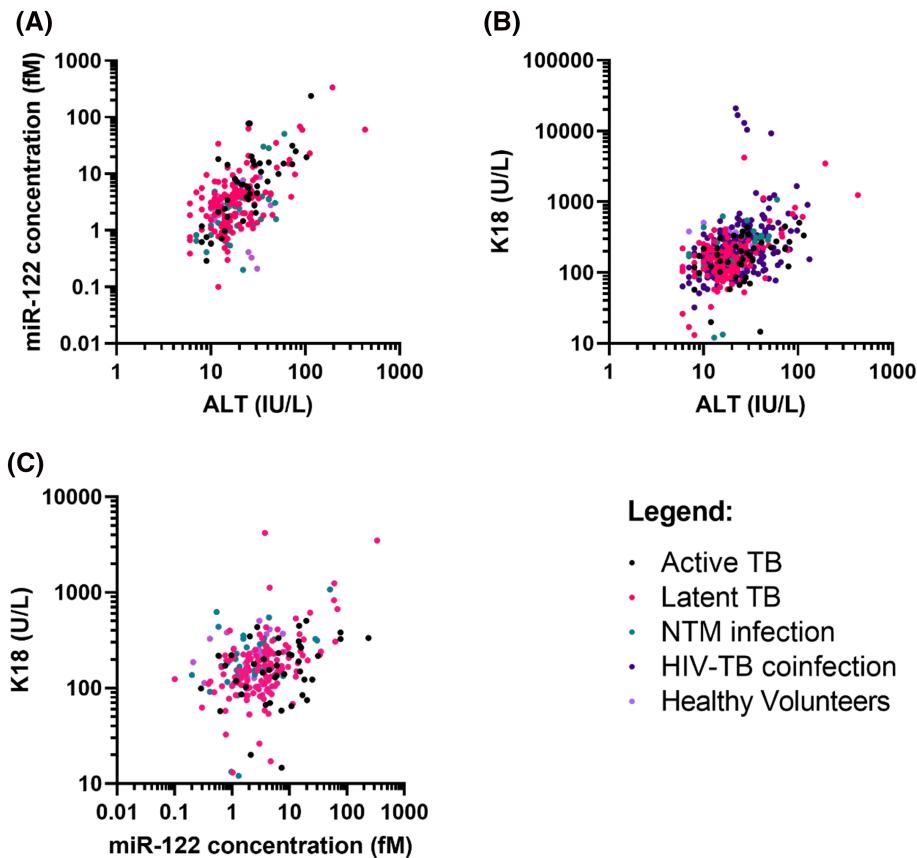 (A)
miR-122 concentration (fM)
1000
100
10
1
0.1
0.01
1 10 100 1000
ALT (IU/L)
(B)
K18 (U/L)
100000
10000
1000
100
10
1 10 100 1000
ALT (IU/L)
(C)
K18 (U/L)
10000
1000
100
10
0.01 0.1 1 10 100 1000
miR-122 concentration (fM)
Legend:
Active TB
Latent TB
NTM infection
HIV-TB coinfection
Healthy Volunteers